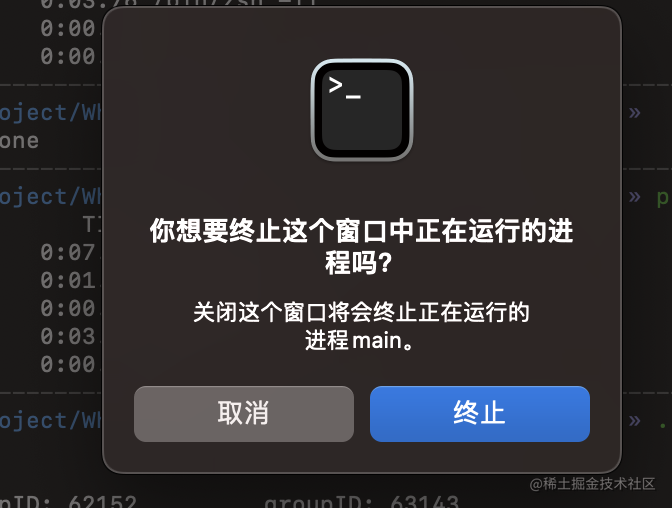 0:00
0:00
oject/Wh
»
one
oject/Wh
» p
TI
0:07
0:01
0:00
0:03
0:00
oject/Wh
» .
>_
你想要终止这个窗口中正在运行的进
程吗?
关闭这个窗口将会终止正在运行的
进程 main。
取消
终止
@稀土掘金技术社区
ID: 62152 groupID: 63143